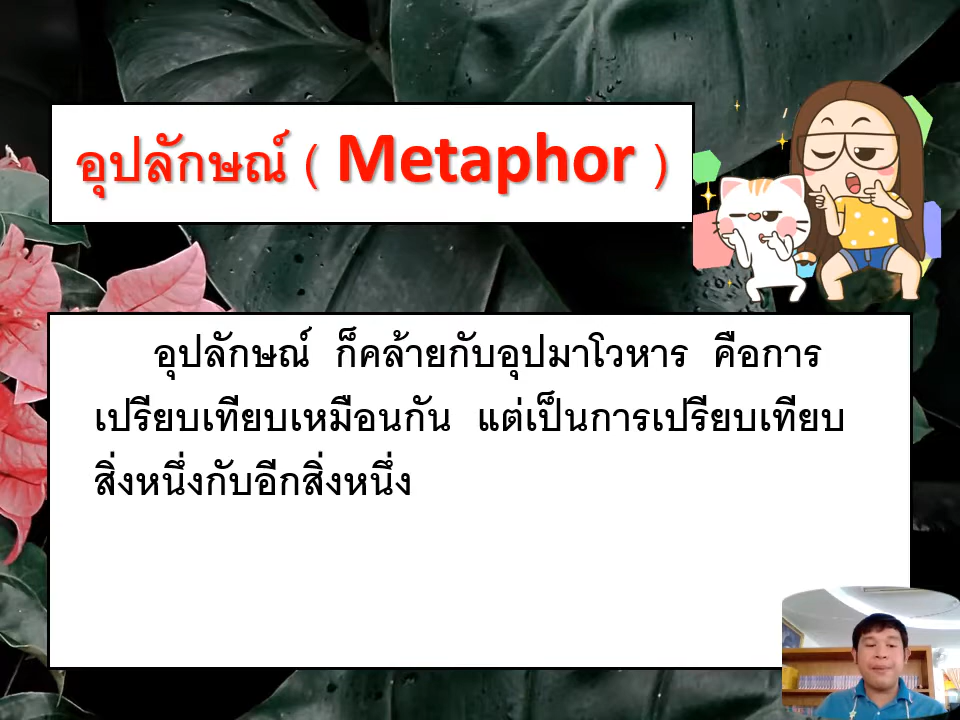 อุปลักษณ์ ( Metaphor )
อุปลักษณ์ ก็คล้ายกับอุปมาโวหาร คือการ
เปรียบเทียบเหมือนกัน แต่เป็นการเปรียบเทียบ
สิ่งหนึ่งกับอีกสิ่งหนึ่ง